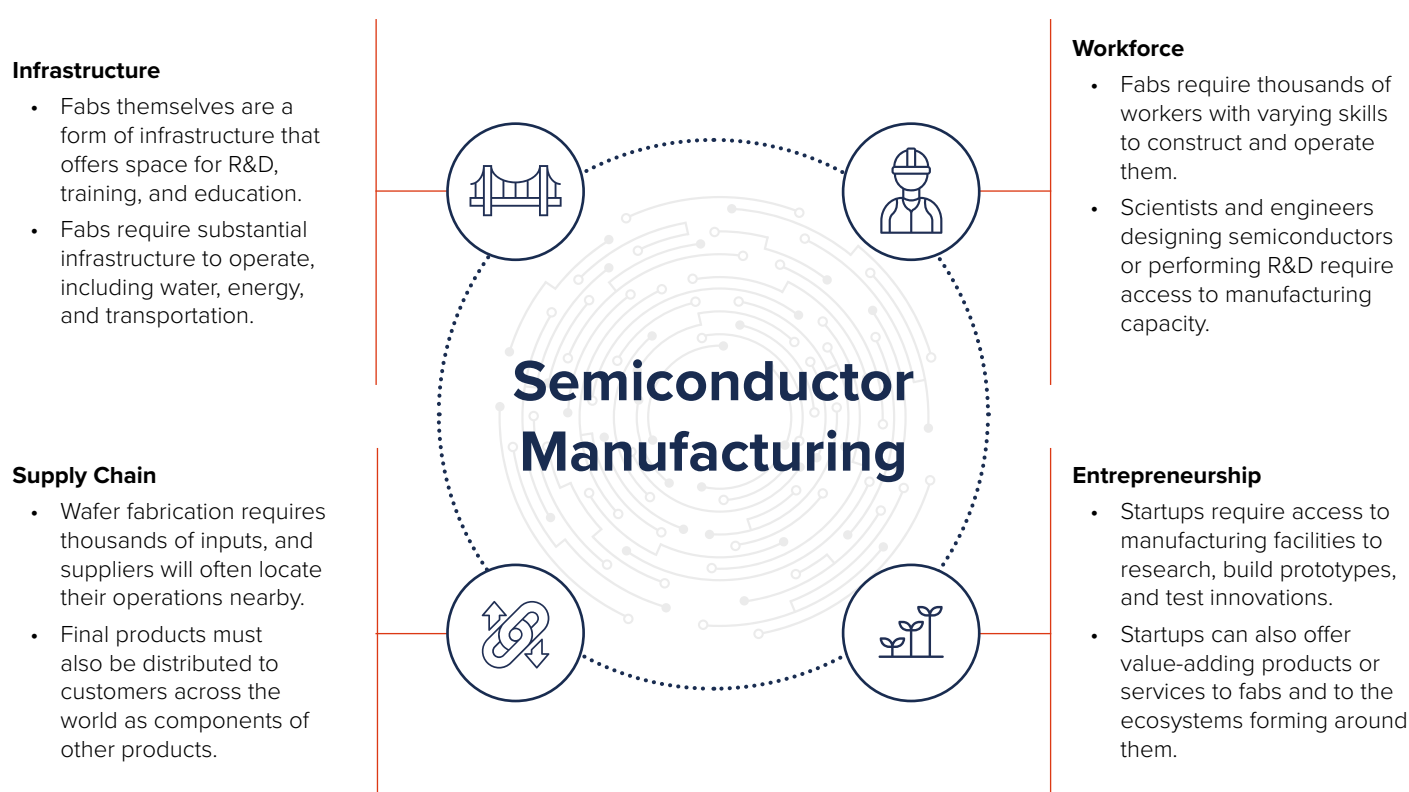 Infrastructure
• Fabs themselves are a
form of infrastructure that
offers space for R&D,
training, and education.
• Fabs require substantial
infrastructure to operate,
including water, energy,
and transportation.
Workforce
• Fabs require thousands of
workers with varying skills
to construct and operate
them.
• Scientists and engineers
designing semiconductors
or performing R&D require
access to manufacturing
capacity.
Semiconductor
Manufacturing
Supply Chain
• Wafer fabrication requires
thousands of inputs, and
suppliers will often locate
their operations nearby.
• Final products must
also be distributed to
customers across the
world as components of
other products.
Entrepreneurship
• Startups require access to
manufacturing facilities to
research, build prototypes,
and test innovations.
• Startups can also offer
value-adding products or
services to fabs and to the
ecosystems forming around
them.